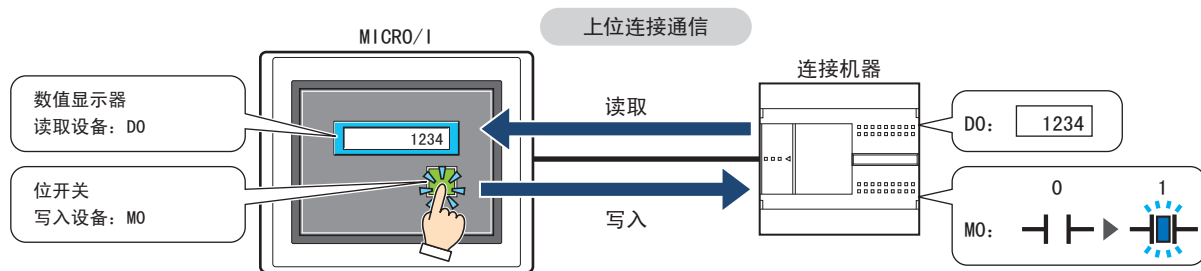 上位连接通信
MICRO/I
连接机器
数值显示器
读取设备: D0
1234
读取
D0:
1234
位开关
写入设备: M0
写入
0
1
M0: